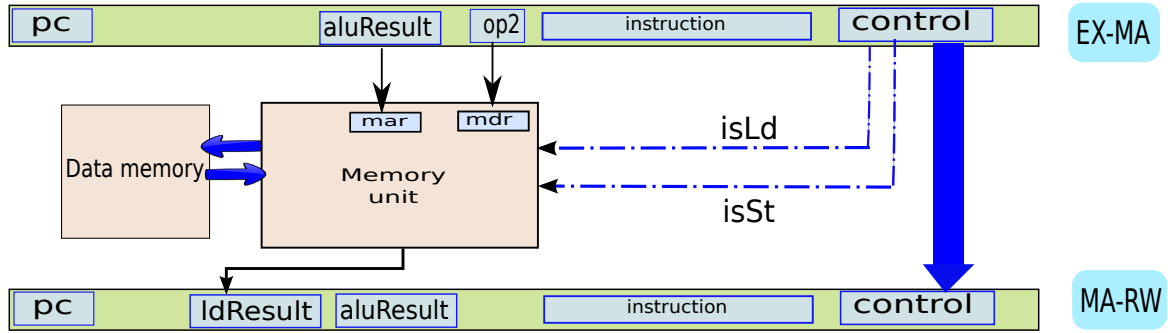 pc
aluResult
op2
instruction
control
EX-MA
mar
mdr
isLd
Data memory
Memory
unit
isSt
pc
ldResult
aluResult
instruction
control
MA-RW